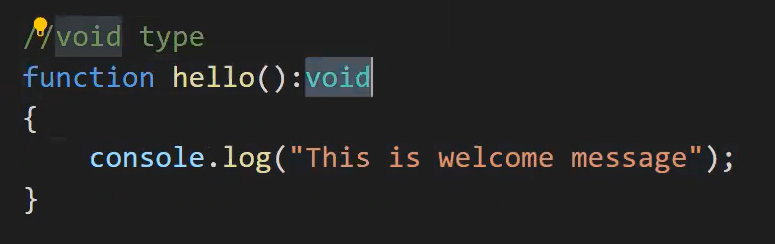 //void type
function hello():void
{
console.log("This is welcome message");
}